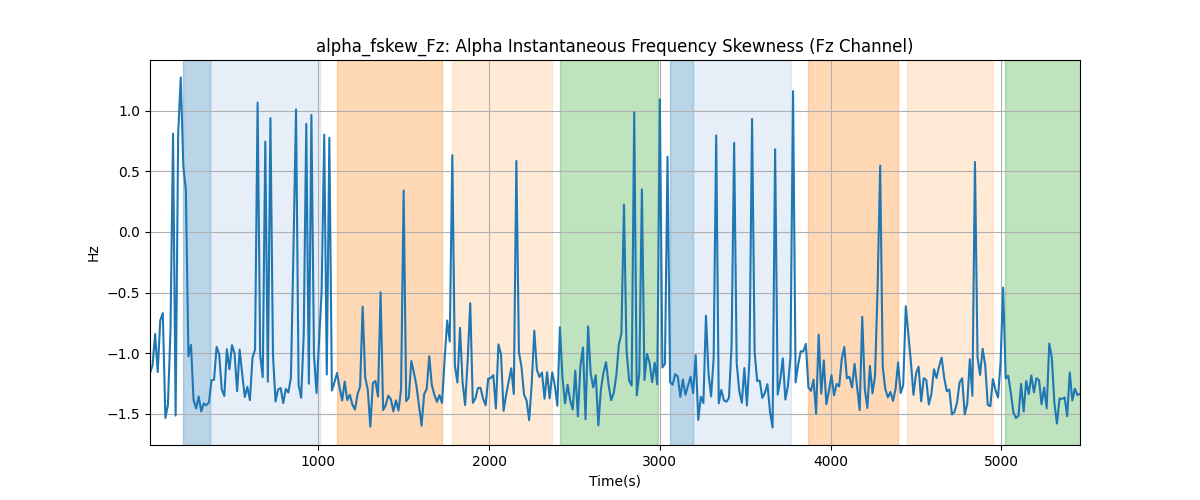 alpha_fskew_Fz: Alpha Instantaneous Frequency Skewness (Fz Channel)
Hz
1.0
0.5
0.0
−0.5
−1.0
−1.5
1000 2000 3000 4000 5000
Time(s)